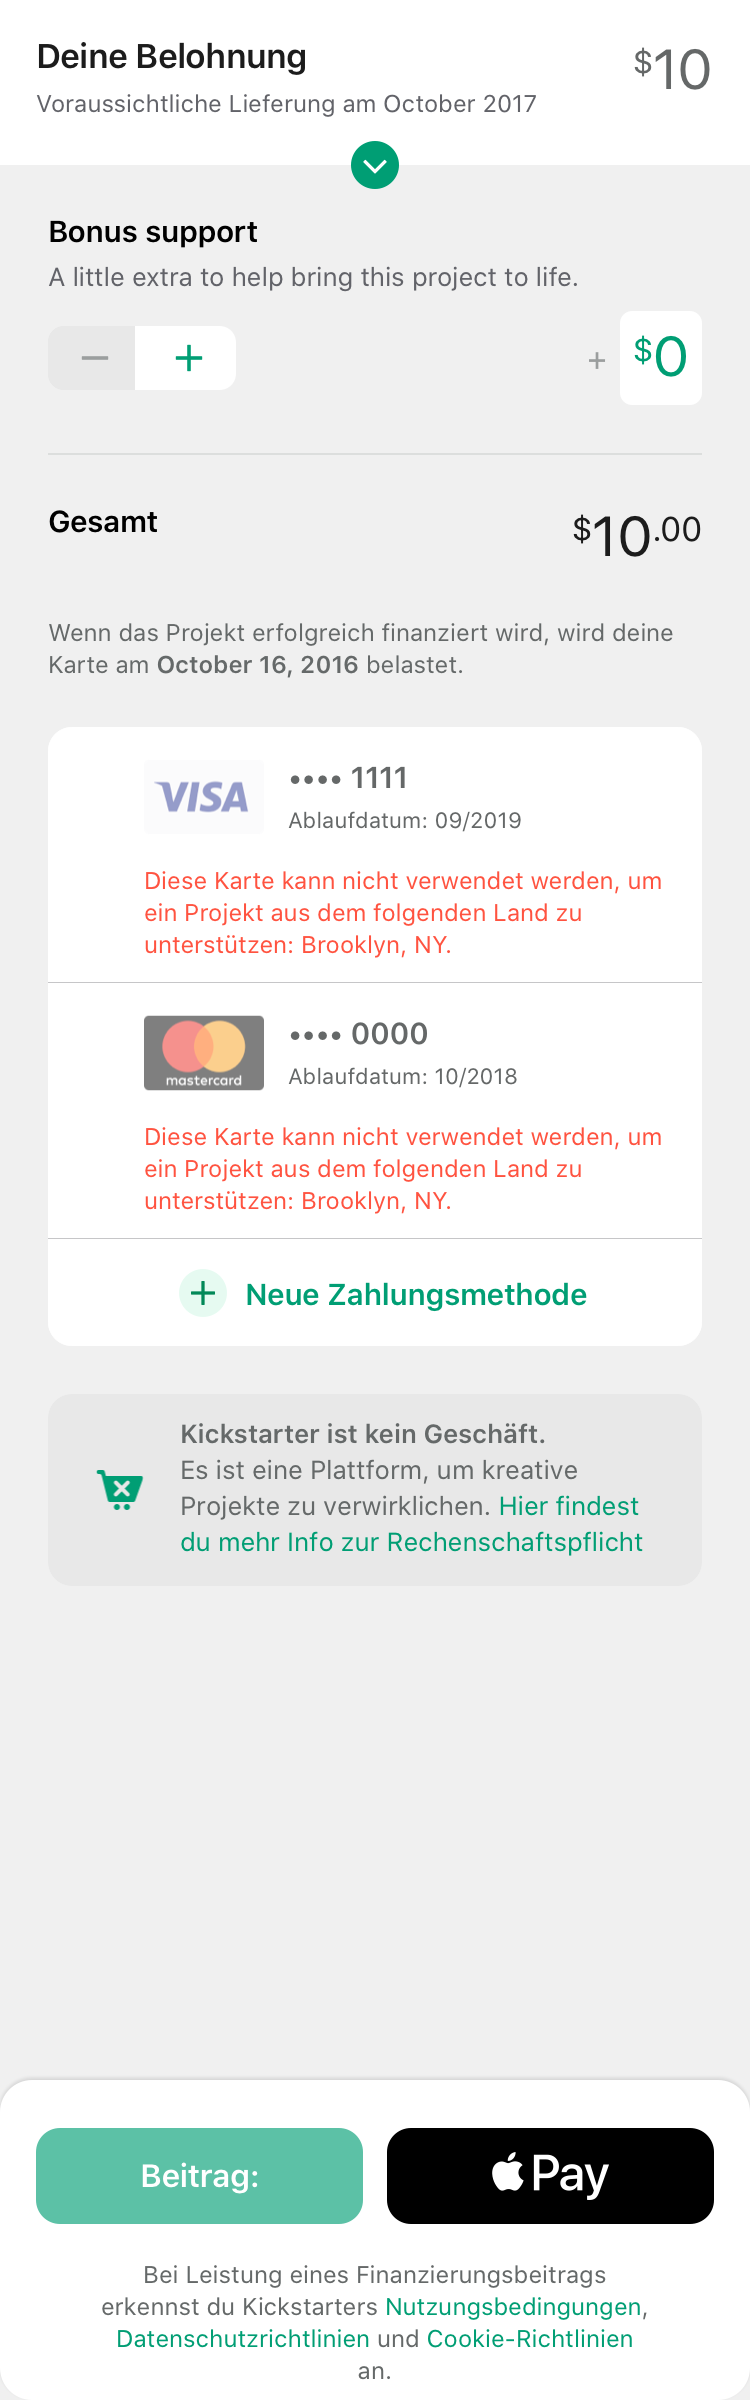 Deine Belohnung
$10
Voraussichtliche Lieferung am October 2017
Bonus support
A little extra to help bring this project to life.
− +
+ $0
Gesamt
$10.00
Wenn das Projekt erfolgreich finanziert wird, wird deine
Karte am October 16, 2016 belastet.
VISA
•••• 1111
Ablaufdatum: 09/2019
Diese Karte kann nicht verwendet werden, um
ein Projekt aus dem folgenden Land zu
unterstützen: Brooklyn, NY.
mastercard
•••• 0000
Ablaufdatum: 10/2018
Diese Karte kann nicht verwendet werden, um
ein Projekt aus dem folgenden Land zu
unterstützen: Brooklyn, NY.
+ Neue Zahlungsmethode
Kickstarter ist kein Geschäft.
Es ist eine Plattform, um kreative
Projekte zu verwirklichen. Hier findest
du mehr Info zur Rechenschaftspflicht
Beitrag:
Pay
Bei Leistung eines Finanzierungsbeitrags
erkennst du Kickstarters Nutzungsbedingungen,
Datenschutzrichtlinien und Cookie-Richtlinien
an.